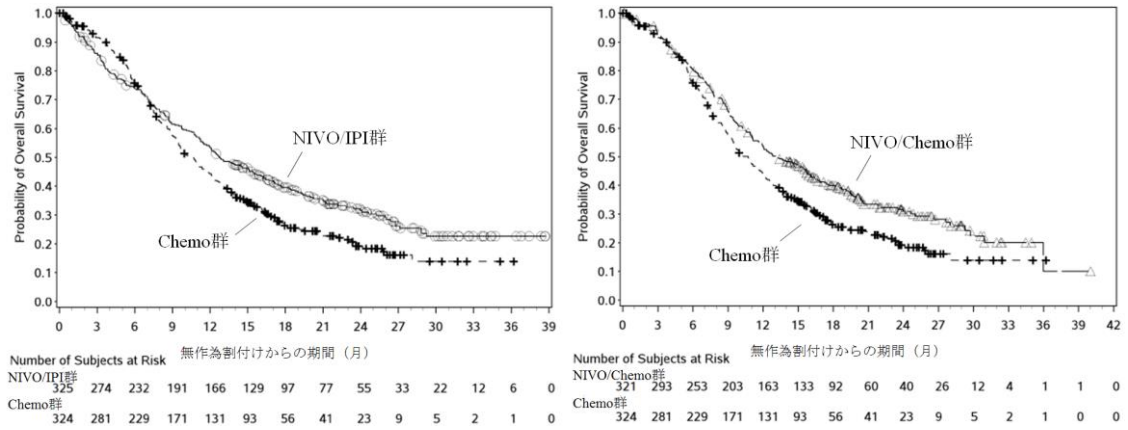 1.0
0.9
0.8
0.7
0.6
0.5
0.4
0.3
0.2
0.1
0.0
Probability of Overall Survival
NIVO/IPI群
Chemo群
0 3 6 9 12 15 18 21 24 27 30 33 36 39
無作為割付けからの期間（月）
Number of Subjects at Risk
NIVO/IPI群
325 274 232 191 166 129 97 77 55 33 22 12 6 0
Chemo群
324 281 229 171 131 93 56 41 23 9 5 2 1 0
1.0
0.9
0.8
0.7
0.6
0.5
0.4
0.3
0.2
0.1
0.0
Probability of Overall Survival
NIVO/Chemo群
Chemo群
0 3 6 9 12 15 18 21 24 27 30 33 36 39 42
無作為割付けからの期間（月）
Number of Subjects at Risk
NIVO/Chemo群
321 293 253 203 163 133 92 60 40 26 12 4 1 1 0
Chemo群
324 281 229 171 131 93 56 41 23 9 5 2 1 0 0